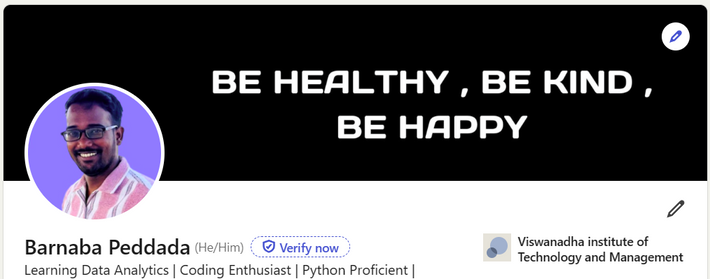 BE HEALTHY , BE KIND ,
BE HAPPY
Barnaba Peddada (He/Him) Verify now
Learning Data Analytics | Coding Enthusiast | Python Proficient |
Viswanadha institute of
Technology and Management